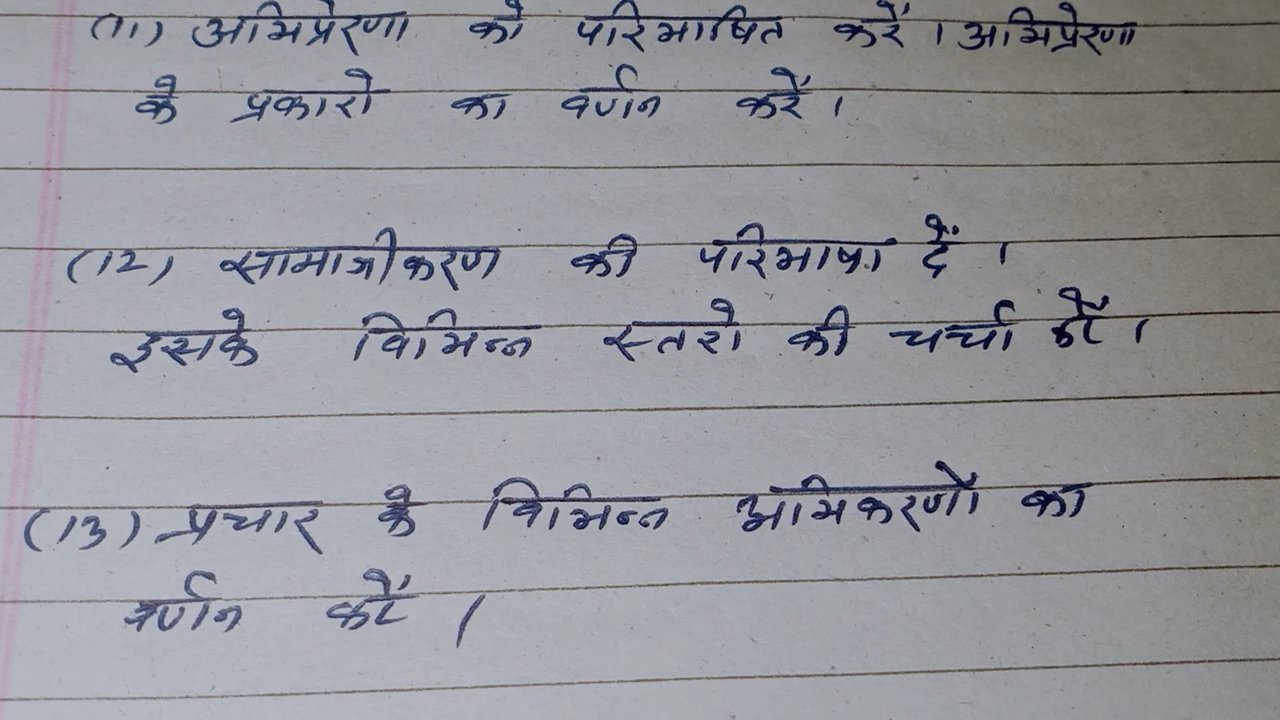 (11) अभिप्रेरणा को परिभाषित करें । अभिप्रेरणा
के प्रकारो का वर्णन करें ।
(12) सामाजीकरण की परिभाषा दें ।
इसके विभिन्न स्तरो की चर्चा करें ।
(13) प्रचार के विभिन्न अभिकरणों का
वर्णन करें ।